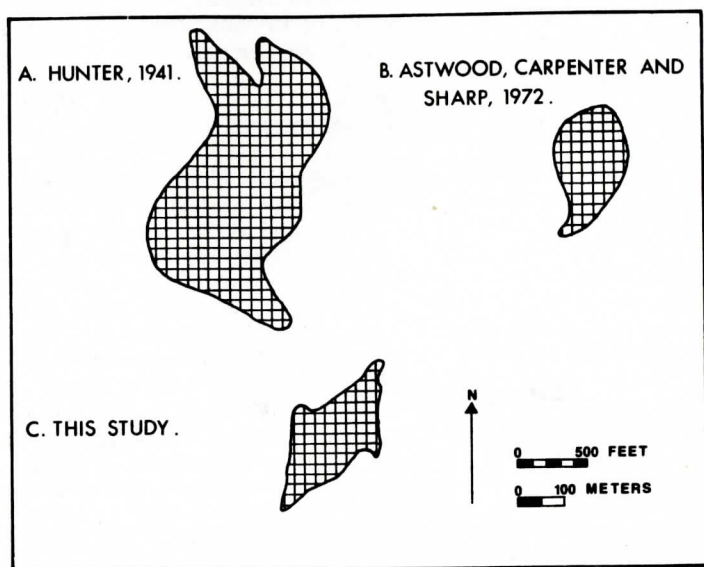 A. HUNTER, 1941.
B. ASTWOOD, CARPENTER AND
SHARP, 1972.
C. THIS STUDY.
N
0 500 FEET
0 100 METERS